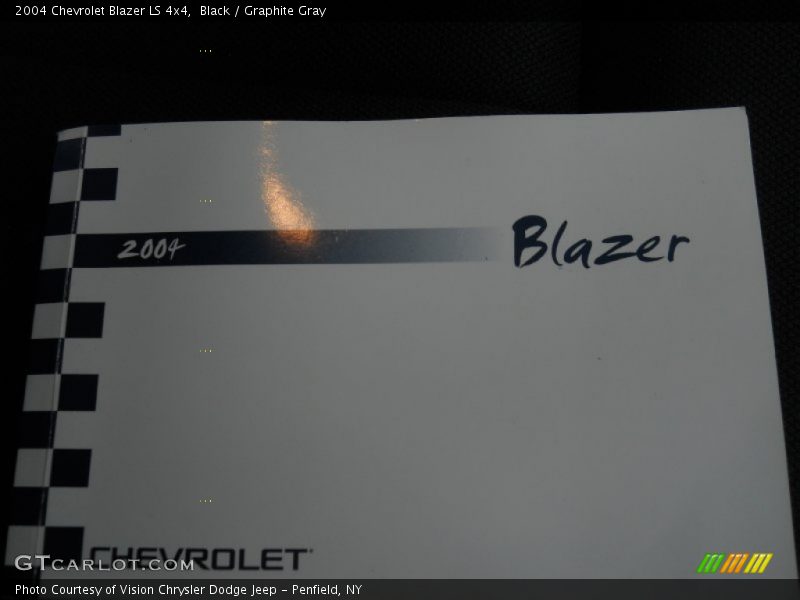 2004 Chevrolet Blazer LS 4x4,  Black / Graphite Gray
2004 Blazer
CHEVROLET
GTCARLOT.COM
Photo Courtesy of Vision Chrysler Dodge Jeep – Penfield, NY